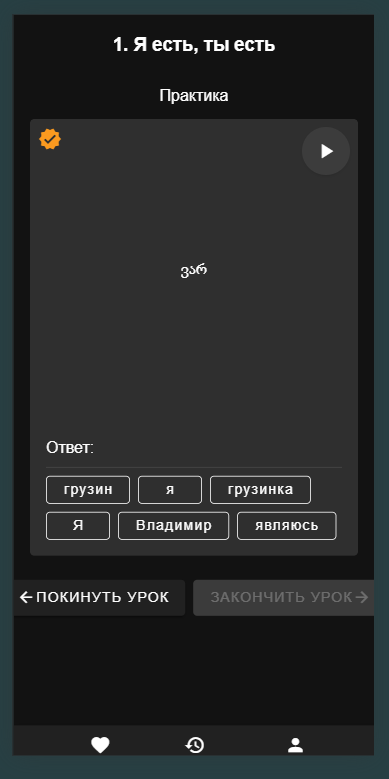 1. Я есть, ты есть
Практика
ვარ
Ответ:
грузин я грузинка
Я Владимир являюсь
ПОКИНУТЬ УРОК ЗАКОНЧИТЬ УРОК